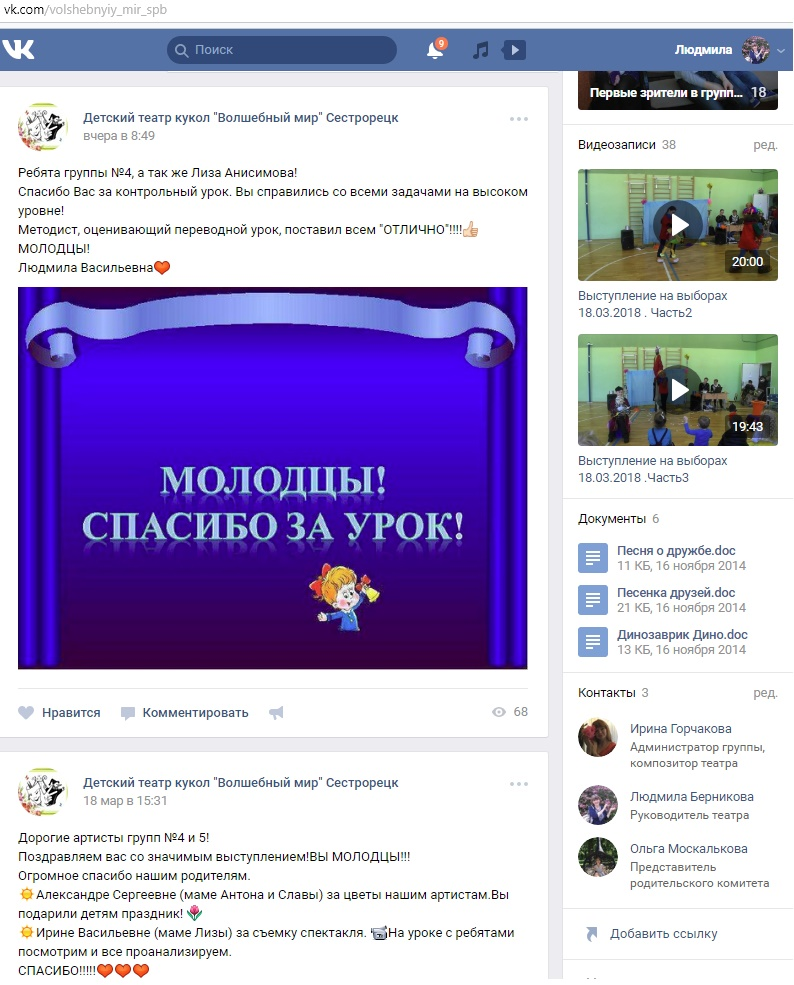 vk.com/volshebnyiy_mir_spb
Поиск
9
Людмила
Детский театр кукол "Волшебный мир" Сестрорецк
вчера в 8:49
Ребята группы №4, а так же Лиза Анисимова!
Спасибо Вас за контрольный урок. Вы справились со всеми задачами на высоком
уровне!
Методист, оценивающий переводной урок, поставил всем "ОТЛИЧНО"!!!!👍
МОЛОДЦЫ!
Людмила Васильевна❤
МОЛОДЦЫ!
СПАСИБО ЗА УРОК!
Нравится
Комментировать
68
Детский театр кукол "Волшебный мир" Сестрорецк
18 мар в 15:31
Дорогие артисты групп №4 и 5!
Поздравляем вас со значимым выступлением!ВЫ МОЛОДЦЫ!!!
Огромное спасибо нашим родителям.
☀Александре Сергеевне (маме Антона и Славы) за цветы нашим артистам.Вы
подарили детям праздник! 🌷
☀Ирине Васильевне (маме Лизы) за съемку спектакля. 📹На уроке с ребятами
посмотрим и все проанализируем.
СПАСИБО!!!!!❤❤❤
Первые зрители в групп... 18
Видеозаписи 38 ред.
20:00
Выступление на выборах
18.03.2018 . Часть2
19:43
Выступление на выборах
18.03.2018 .Часть3
Документы 6
Песня о дружбе.doc
11 КБ, 16 ноября 2014
Песенка друзей.doc
21 КБ, 16 ноября 2014
Динозаврик Дино.doc
13 КБ, 16 ноября 2014
Контакты 3 ред.
Ирина Горчакова
Администратор группы,
композитор театра
Людмила Берникова
Руководитель театра
Ольга Москалькова
Представитель
родительского комитета
Добавить ссылку